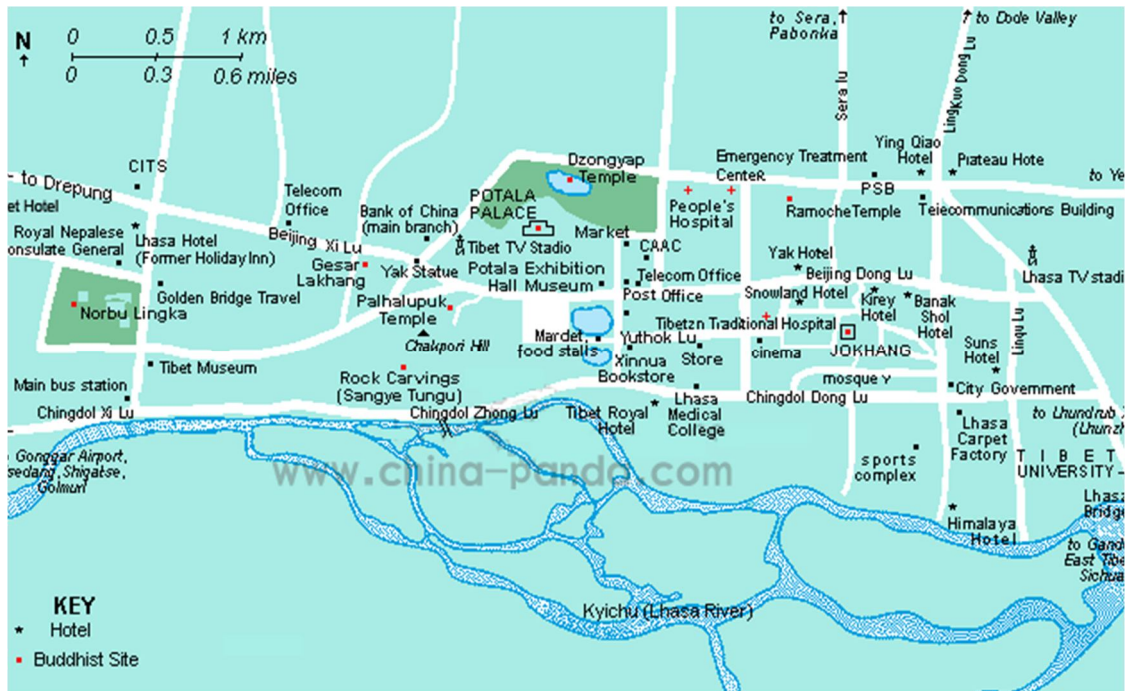 N
0 0.5 1 km
0 0.3 0.6 miles
to Sera,
Pabonka
to Dode Valley
Sera lu
Ling Kuo Dong Lu
CITS
to Drepung
et Hotel
Royal Nepalese
onsulate General
Lhasa Hotel
(Former Holiday Inn)
Golden Bridge Travel
Norbu Lingka
Tibet Museum
Main bus station
Chingdol Xi Lu
Gonggar Airport,
sedang, Shigatse,
Golmun
Telecom
Office
Beijing Xi Lu
Bank of China
(main branch)
Gesar
Lakhang
POTALA
PALACE
Tibet TV Stadio
Yak Statue
Palhalupuk
Temple
Chakpori Hill
Rock Carvings
(Sangye Tungu)
Chingdol Zhong Lu
Dzongyap
Temple
Market
Potala Exhibition
Hall Museum
CAAC
Telecom Office
Post Office
Mardet,
food stalls
Yuthok Lu
Xinnua
Bookstore
Store
Tibet Royal
Hotel
Lhasa
Medical
College
People's
Hospital
Emergency Treatment
Center
Ramoche Temple
PSB
Ying Qiao
Hotel
Piateau Hote
to Ye
Telecommunications Building
Yak Hotel
Beijing Dong Lu
Lhasa TV stadi
Snowland Hotel
Kirey
Hotel
Banak
Shol
Hotel
Tibetzn Traditional Hospital
cinema
JOKHANG
Suns
Hotel
Lingu Lu
mosque
City Government
Chingdol Dong Lu
to Lhundrub X
(Lhunzh
Lhasa
Carpet
Factory
TIBET
UNIVERSITY
sports
complex
Lhasa
Bridge
Himalaya
Hotel
to Gand
East Tibe
Sichua
www.china-panda.com
Kyichu (Lhasa River)
KEY
Hotel
Buddhist Site